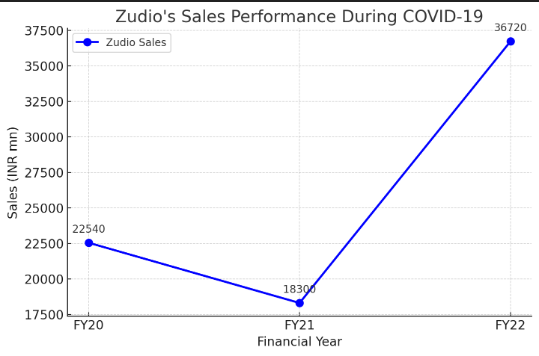 Zudio's Sales Performance During COVID-19
Zudio Sales
Sales (INR mn)
37500
35000
32500
30000
27500
25000
22500
20000
17500
22540
18300
36720
FY20
FY21
FY22
Financial Year